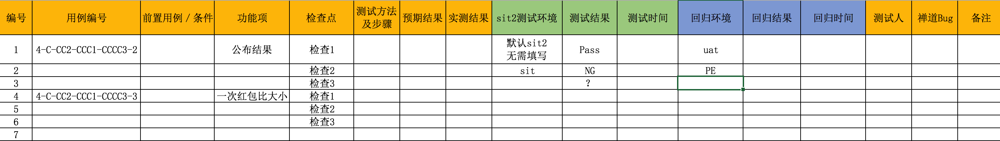 编号 用例编号 前置用例 / 条件 功能项 检查点 测试方法及步骤 预期结果 实测结果 sit2测试环境 测试结果 测试时间 回归环境 回归结果 回归时间 测试人 禅道Bug 备注
1 4-C-CC2-CCC1-CCCC3-2 公布结果 检查1 默认sit2 无需填写 Pass uat
2 检查2 sit NG PE
3 检查3 ?
4 4-C-CC2-CCC1-CCCC3-3 一次红包比大小 检查1
5 检查2
6 检查3
7